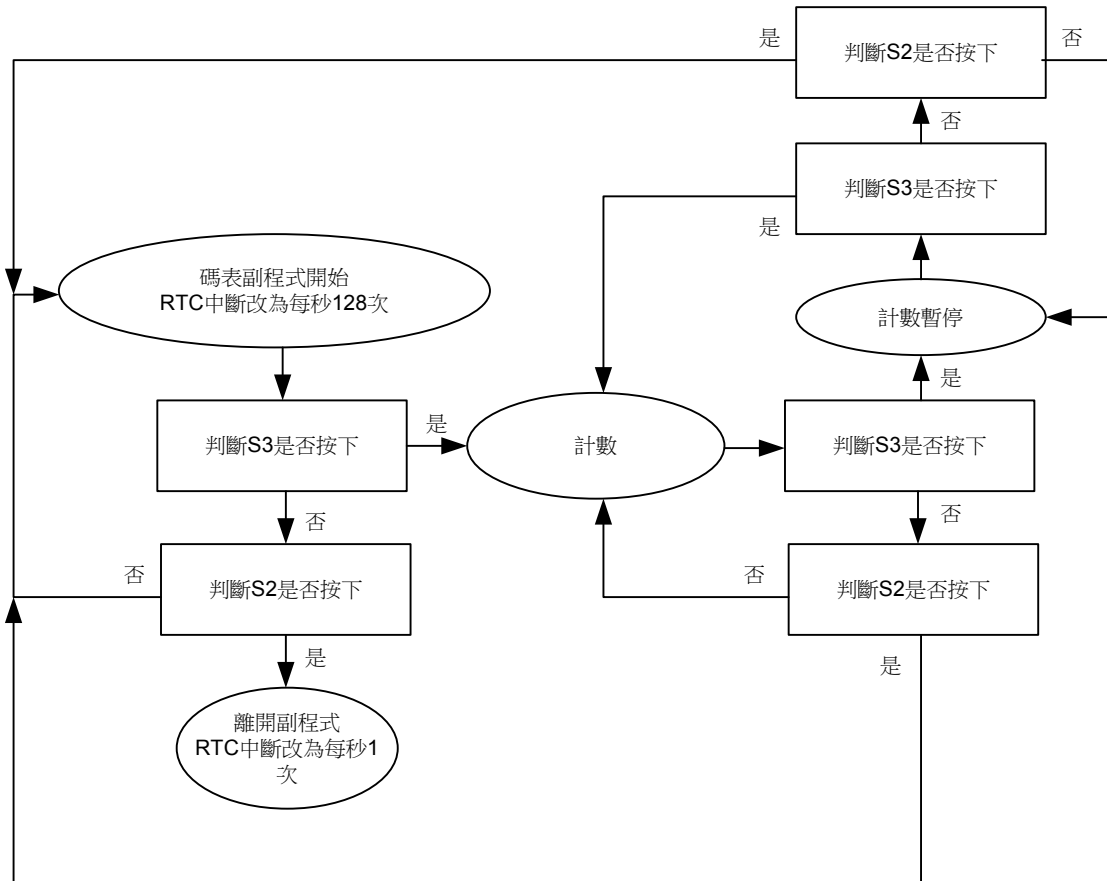 是
判斷S2是否按下
否
否
判斷S3是否按下
是
碼表副程式開始
RTC中斷改為每秒128次
計數暫停
是
判斷S3是否按下
是
計數
判斷S3是否按下
否
否
否
判斷S2是否按下
否
判斷S2是否按下
是
是
離開副程式
RTC中斷改為每秒1
次